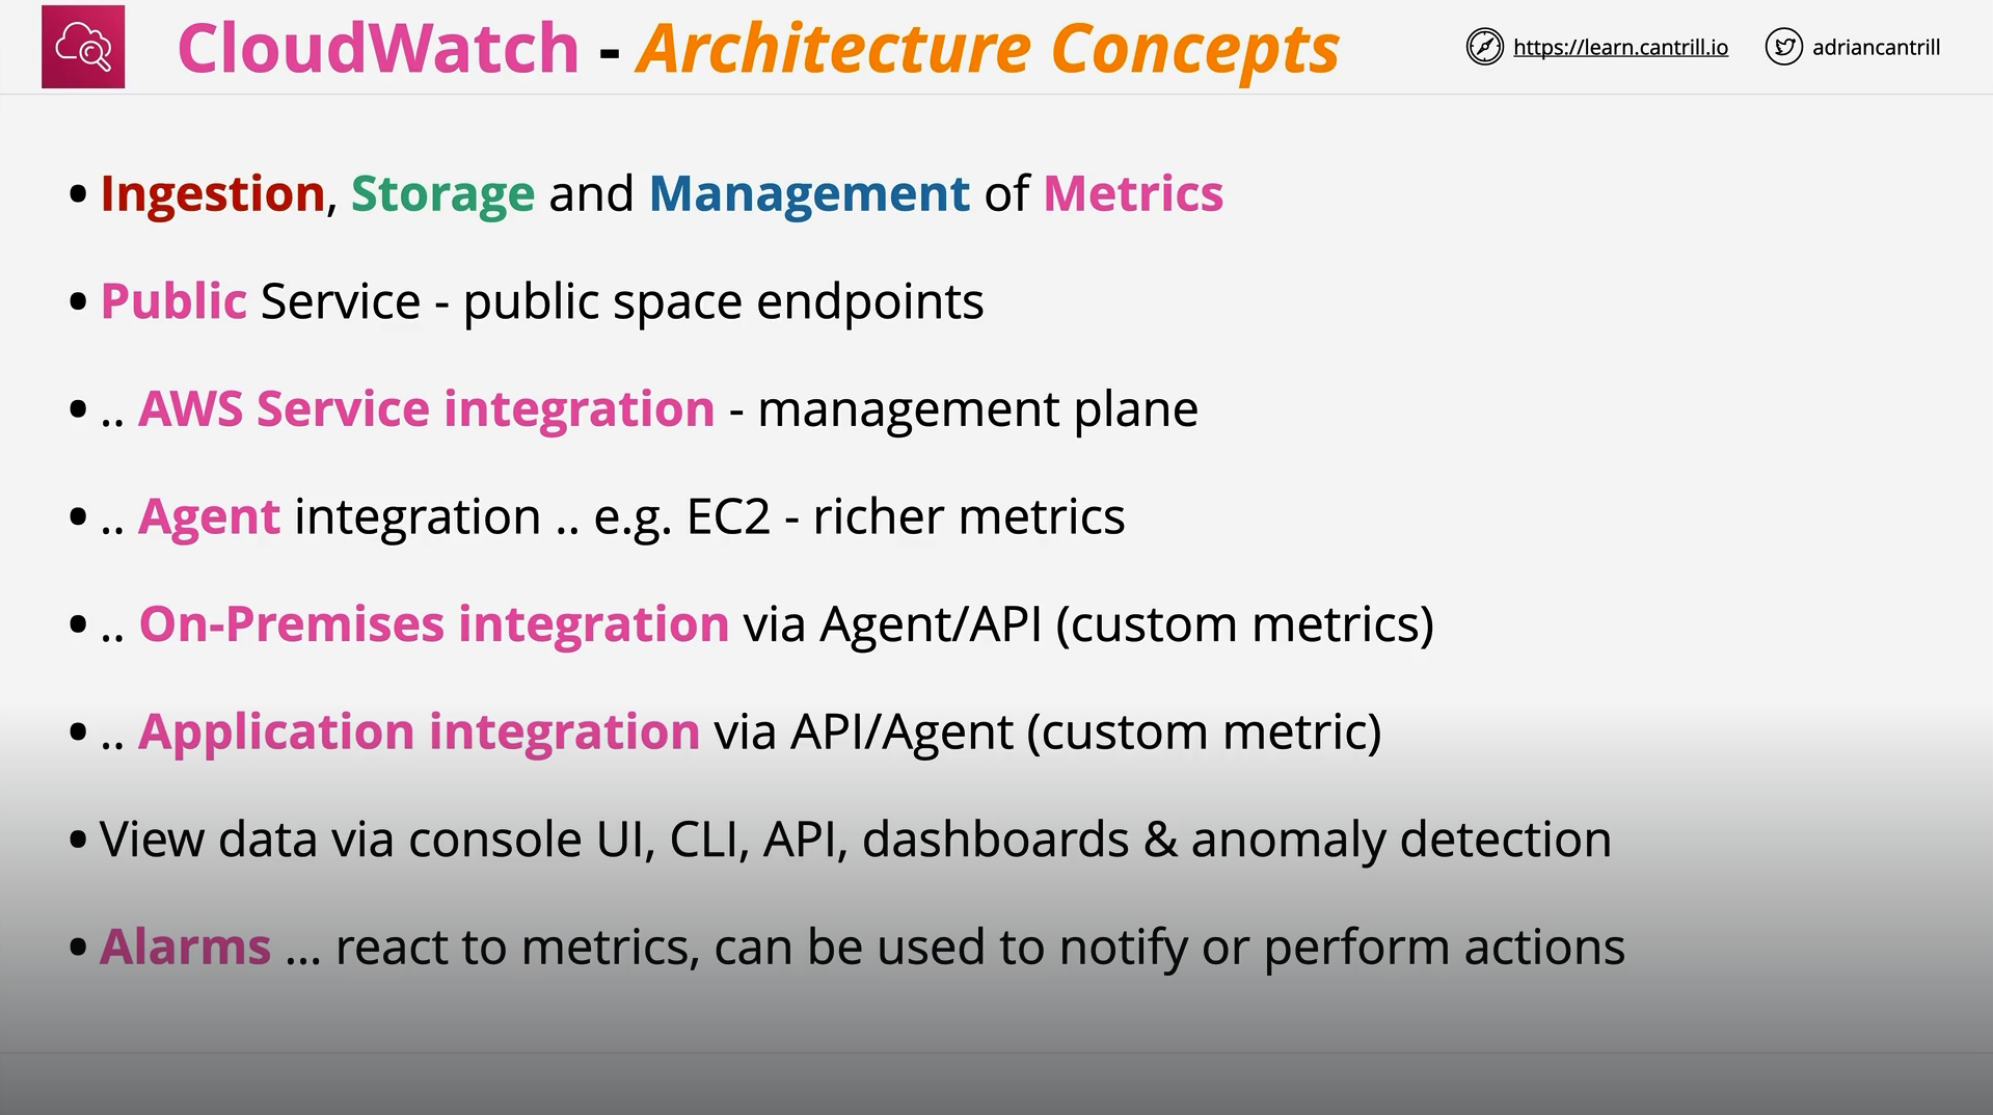 CloudWatch - Architecture Concepts
https://learn.cantrill.io
adriancantrill
• Ingestion, Storage and Management of Metrics
• Public Service - public space endpoints
• .. AWS Service integration - management plane
• .. Agent integration .. e.g. EC2 - richer metrics
• .. On-Premises integration via Agent/API (custom metrics)
• .. Application integration via API/Agent (custom metric)
• View data via console UI, CLI, API, dashboards & anomaly detection
• Alarms ... react to metrics, can be used to notify or perform actions